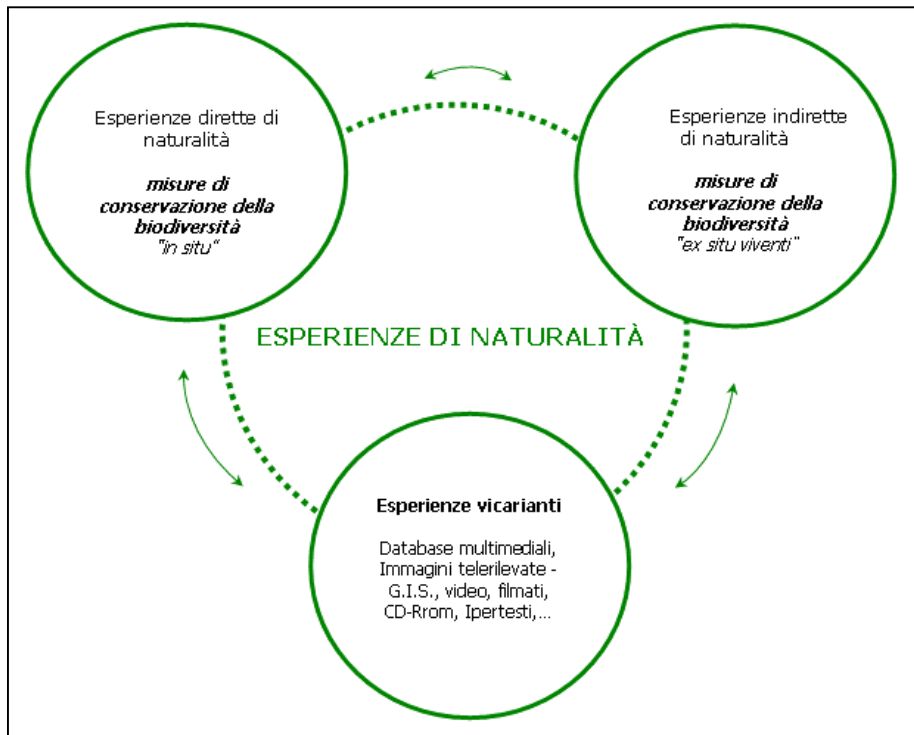 Esperienze dirette di
naturalità
misure di
conservazione della
biodiversità
"in situ"
Esperienze indirette
di naturalità
misure di
conservazione della
biodiversità
"ex situ viventi"
ESPERIENZE DI NATURALITÀ
Esperienze vicarianti
Database multimediali,
Immagini telerilevate -
G.I.S., video, filmati,
CD-Rrom, Ipertesti,...